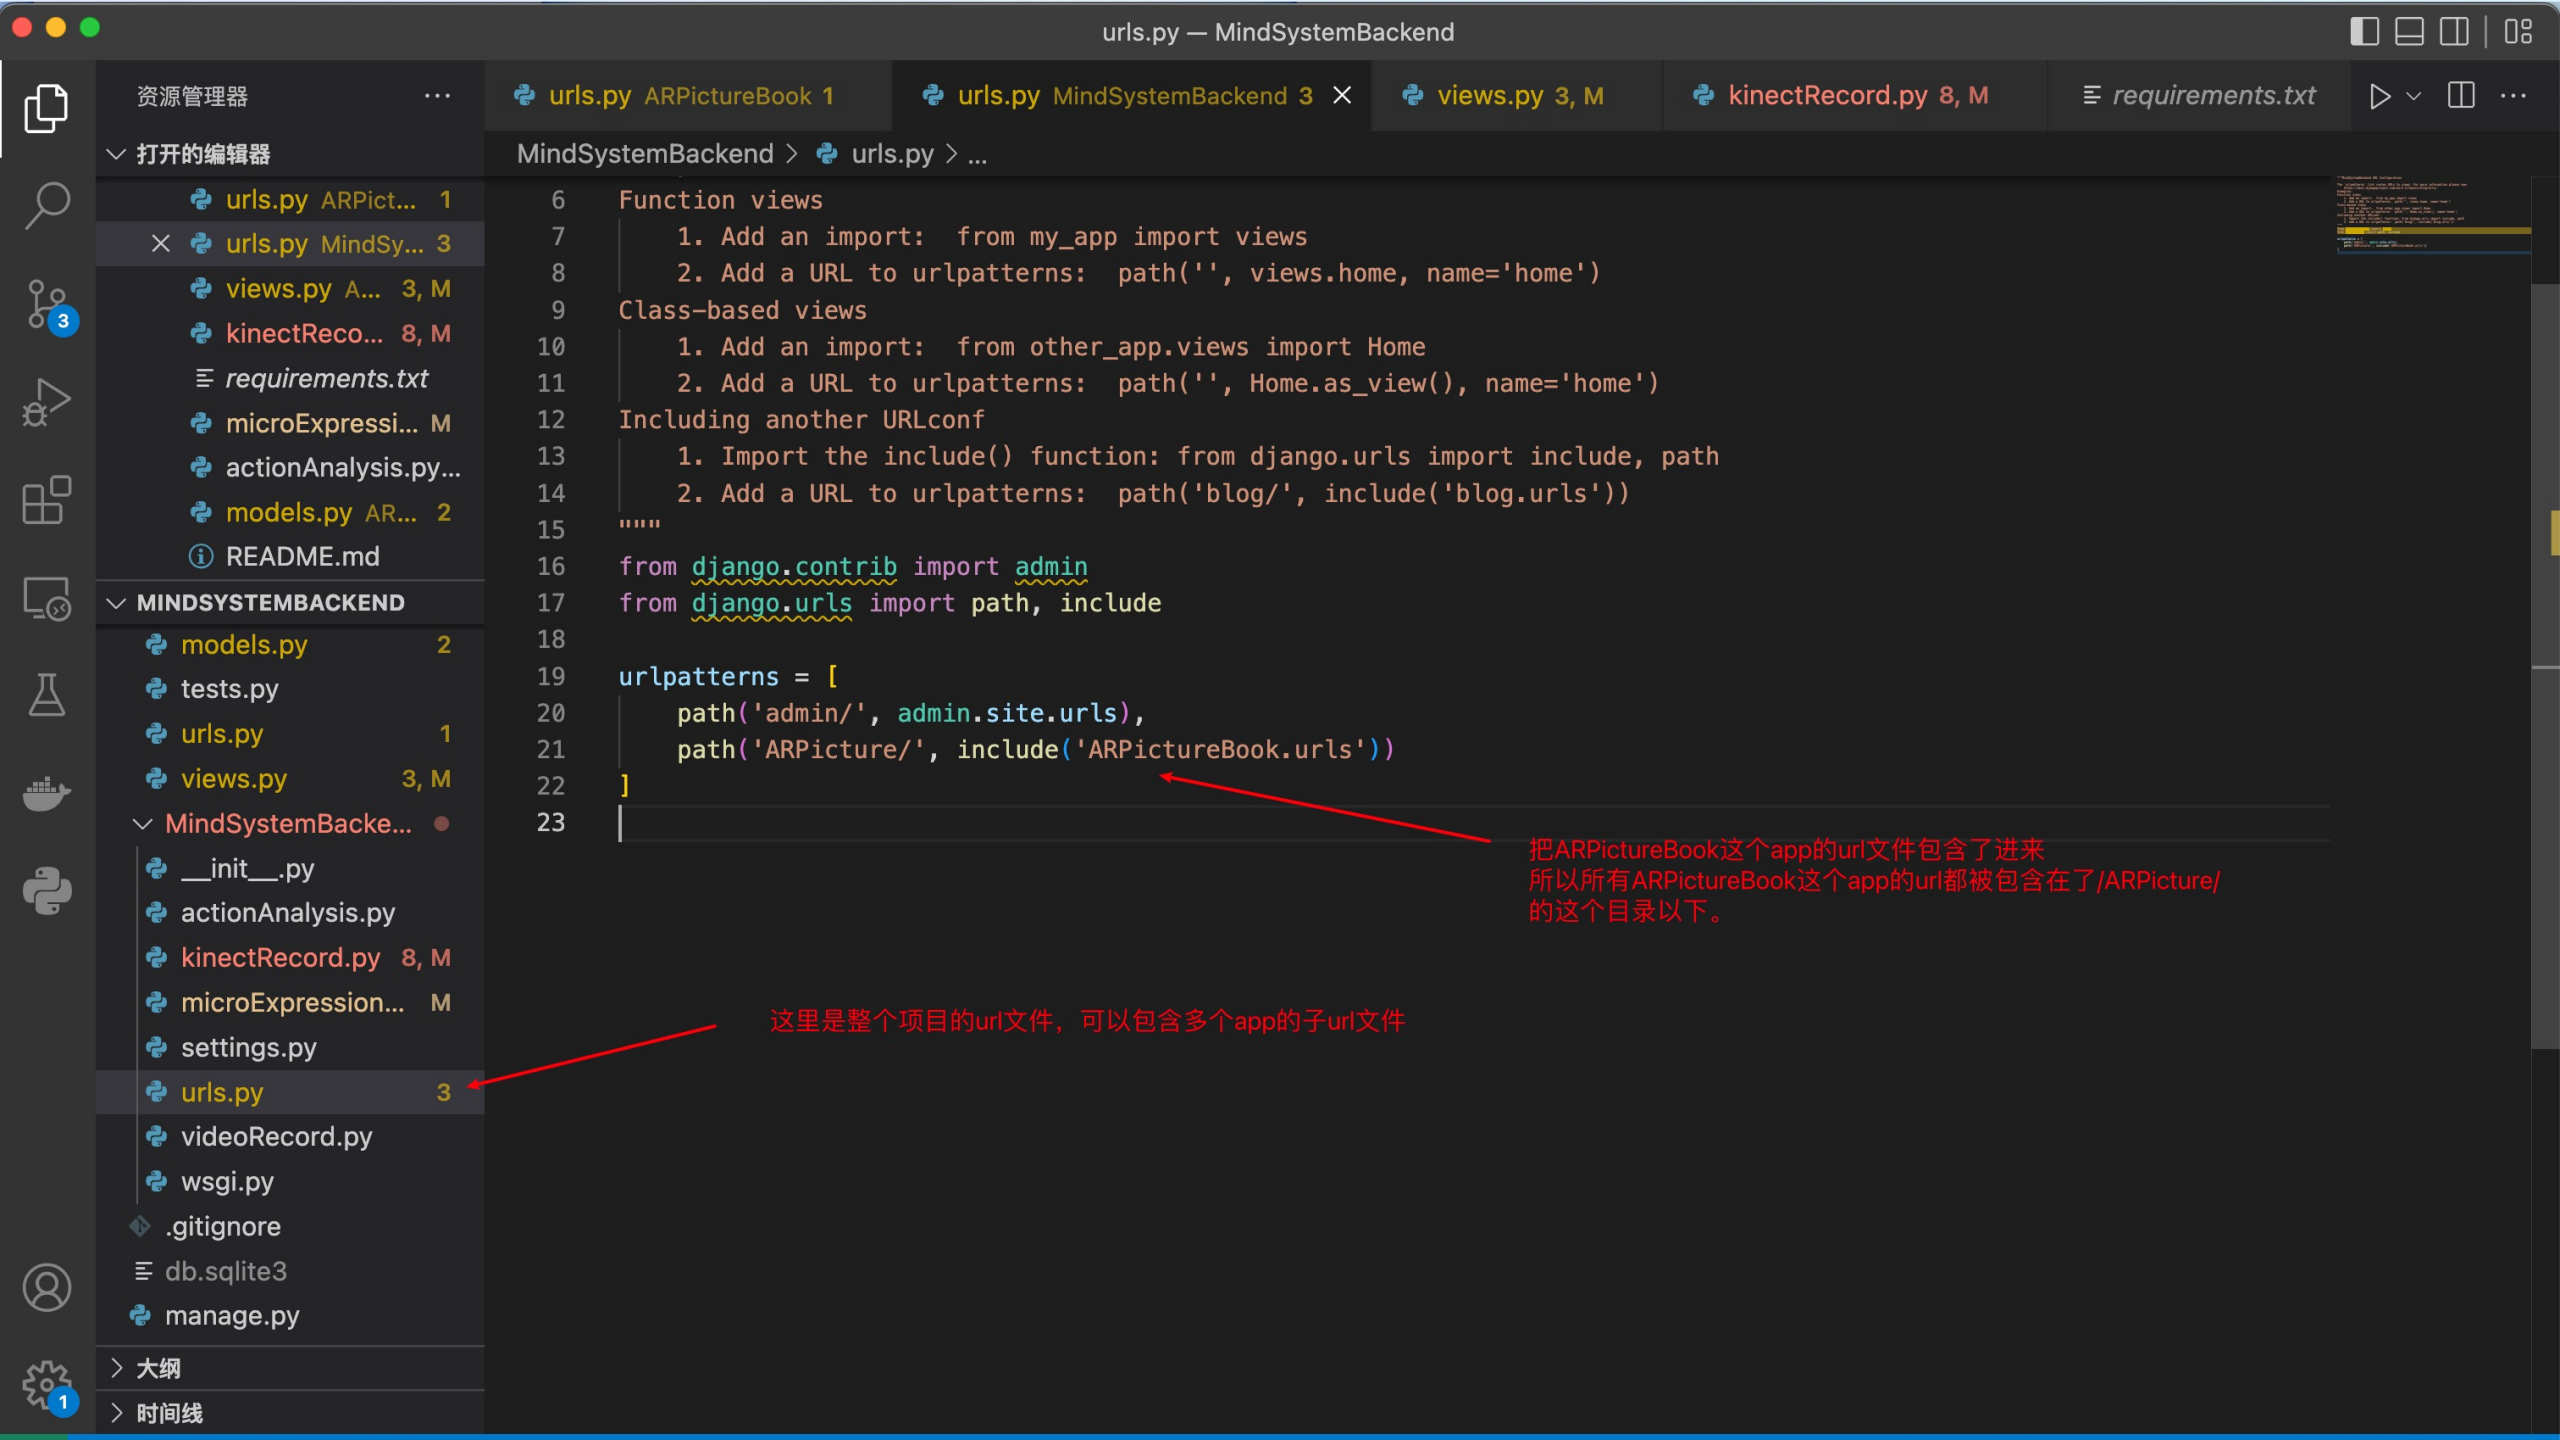 urls.py — MindSystemBackend
资源管理器
urls.py ARPictureBook 1
urls.py MindSystemBackend 3
views.py 3, M
kinectRecord.py 8, M
requirements.txt
打开的编辑器
MindSystemBackend > urls.py > ...
urls.py ARPict... 1
urls.py MindSy... 3
views.py A... 3, M
kinectReco... 8, M
requirements.txt
microExpressi... M
actionAnalysis.py...
models.py AR... 2
README.md
MINDSYSTEMBACKEND
models.py 2
tests.py
urls.py 1
views.py 3, M
MindSystemBacke...
__init__.py
actionAnalysis.py
kinectRecord.py 8, M
microExpression... M
settings.py
urls.py 3
videoRecord.py
wsgi.py
.gitignore
db.sqlite3
manage.py
大纲
时间线
3
1
6 Function views
7 1. Add an import:  from my_app import views
8 2. Add a URL to urlpatterns:  path('', views.home, name='home')
9 Class-based views
10 1. Add an import:  from other_app.views import Home
11 2. Add a URL to urlpatterns:  path('', Home.as_view(), name='home')
12 Including another URLconf
13 1. Import the include() function: from django.urls import include, path
14 2. Add a URL to urlpatterns:  path('blog/', include('blog.urls'))
15 """
16 from django.contrib import admin
17 from django.urls import path, include
18
19 urlpatterns = [
20 path('admin/', admin.site.urls),
21 path('ARPicture/', include('ARPictureBook.urls'))
22 ]
23
把ARPictureBook这个app的url文件包含了进来
所以所有ARPictureBook这个app的url都被包含在了/ARPicture/
的这个目录以下。
这里是整个项目的url文件，可以包含多个app的子url文件